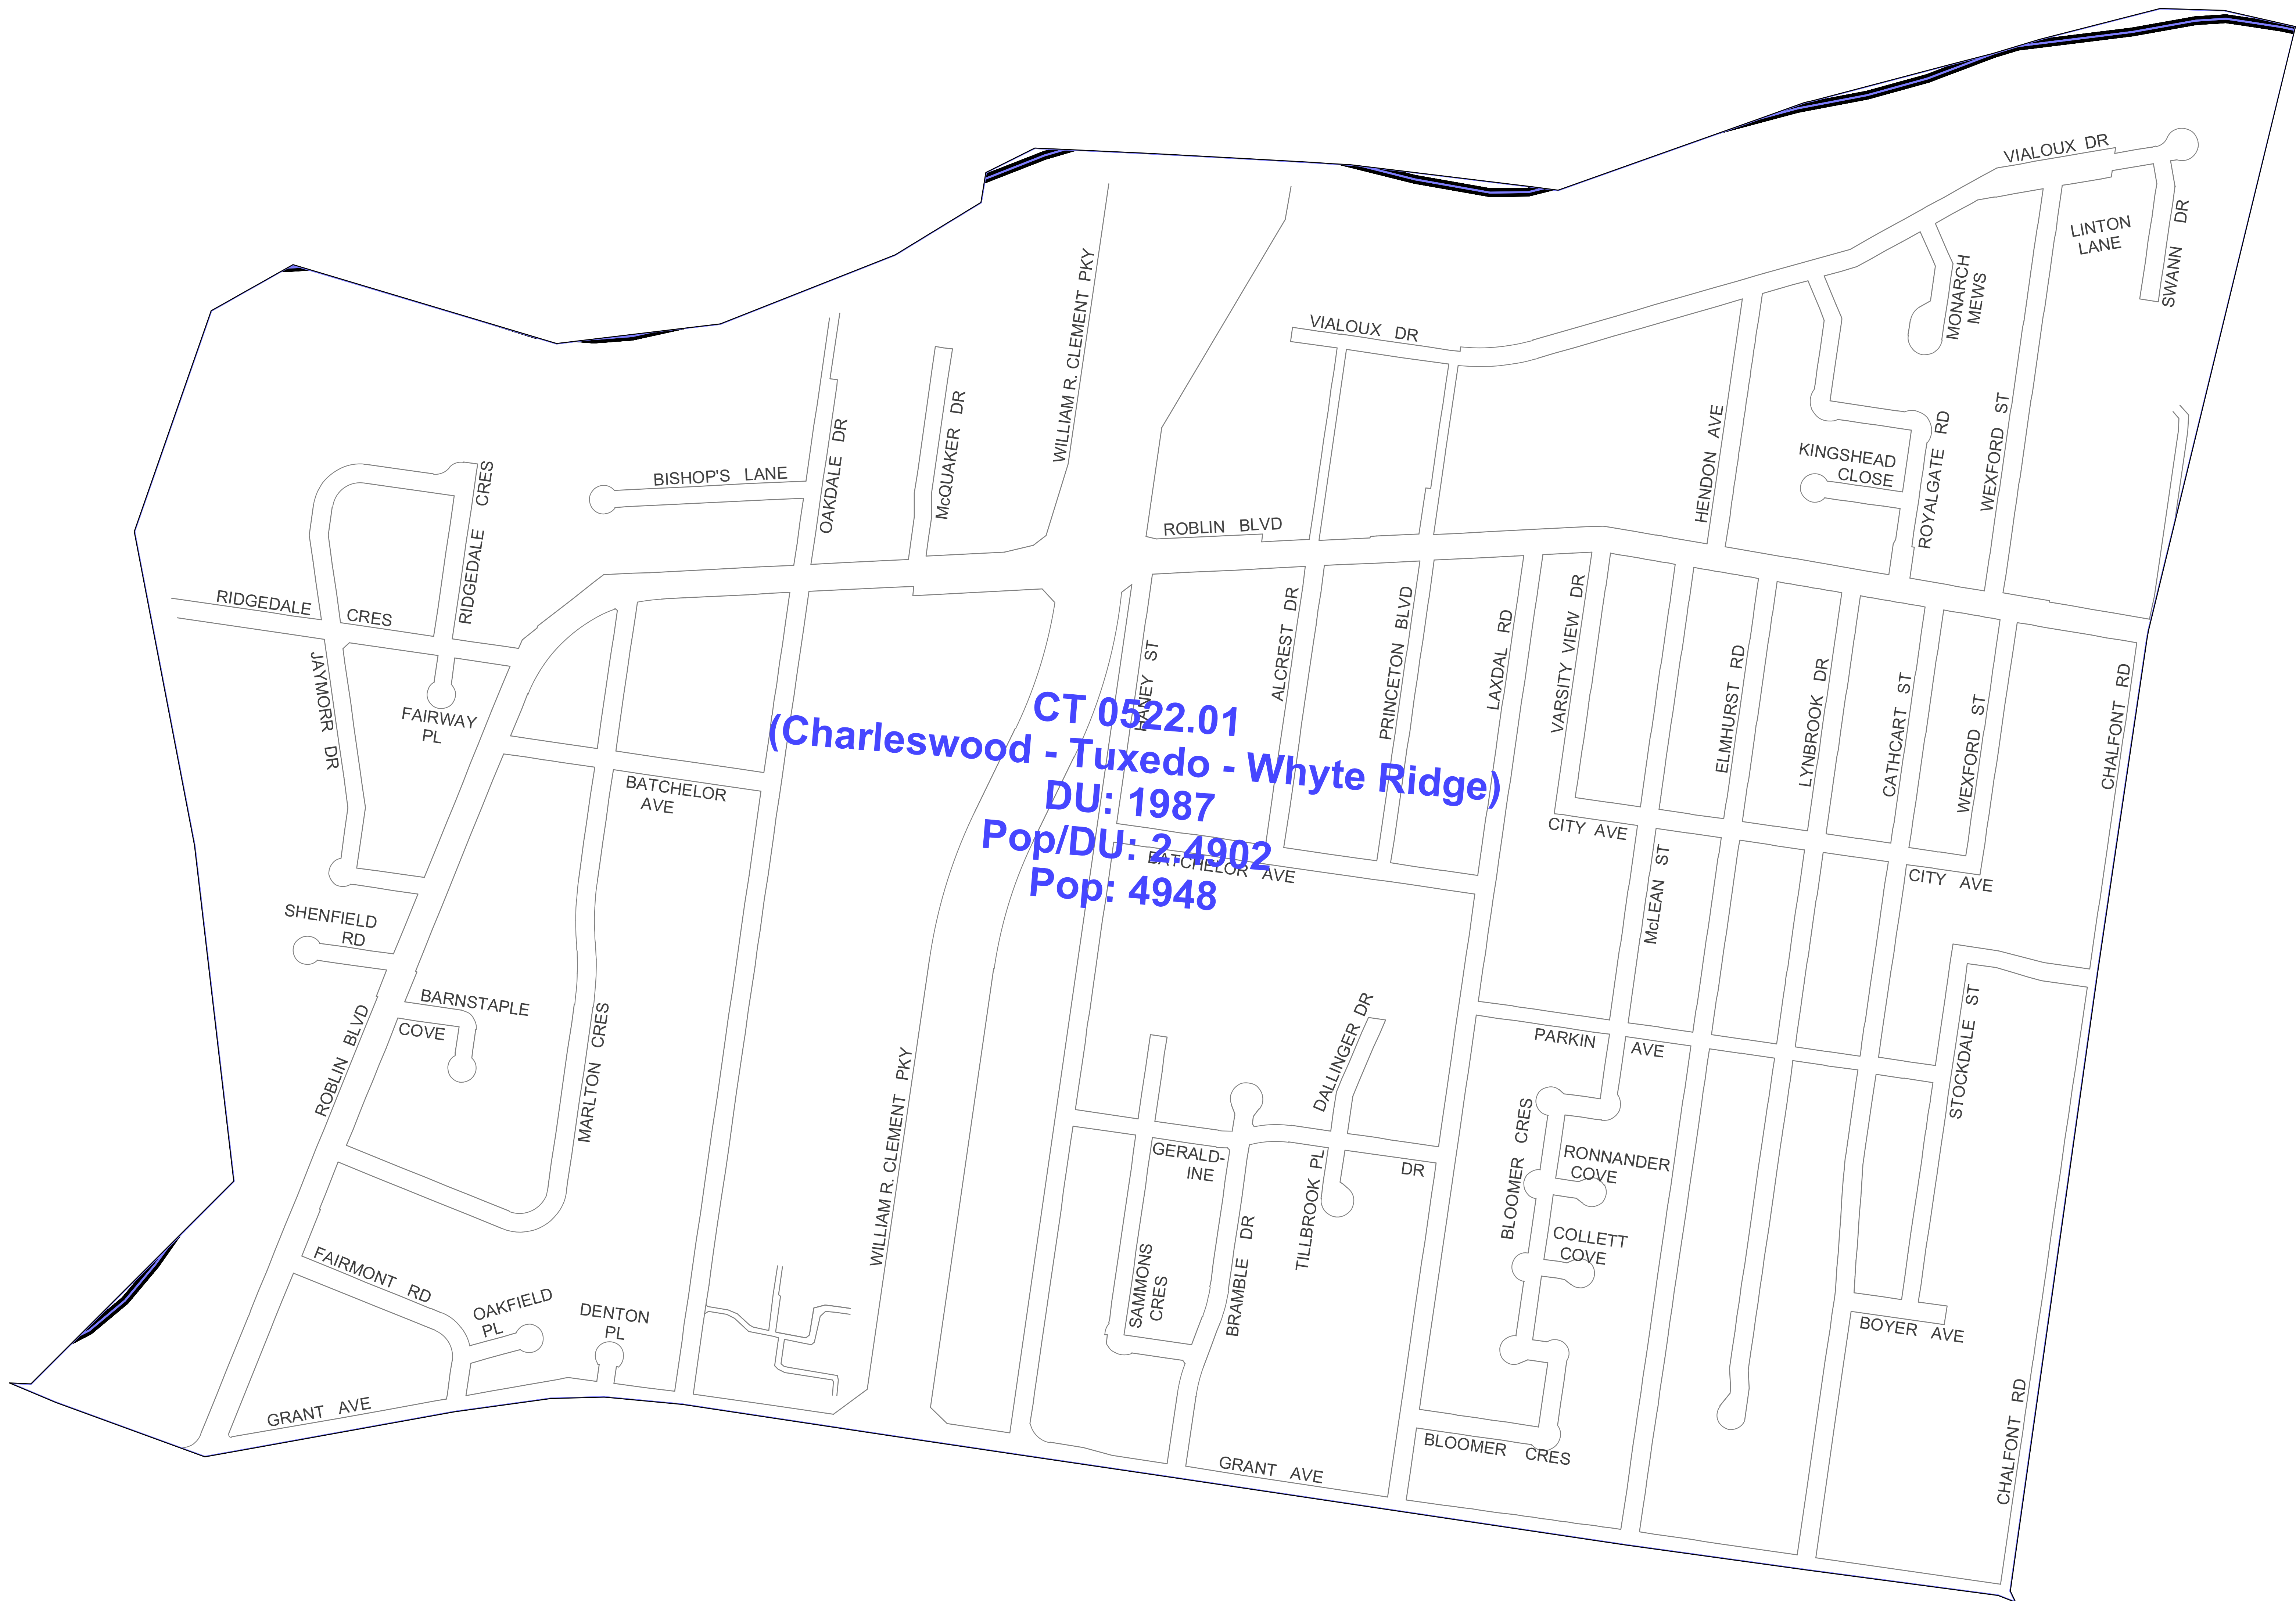 VIALOUX DR
LINTON
LANE
SWANN DR
MONARCH
MEWS
WILLIAM R. CLEMENT PKY
VIALOUX DR
OAKDALE DR
McQUAKER DR
HENDON AVE
ROYALGATE RD
WEXFORD ST
KINGSHEAD
CLOSE
BISHOP'S LANE
RIDGEDALE CRES
ROBLIN BLVD
RIDGEDALE CRES
JAYMORR DR
FAIRWAY
PL
BATCHELOR
AVE
HANEY ST
ALCREST DR
PRINCETON BLVD
LAXDAL RD
VARSITY VIEW DR
ELMHURST RD
LYNBROOK DR
CATHCART ST
WEXFORD ST
CHALFONT RD
CT 0522.01
(Charleswood - Tuxedo - Whyte Ridge)
DU: 1987
Pop/DU: 2.4902
Pop: 4948
BATCHELOR AVE
CITY AVE
CITY AVE
McLEAN ST
SHENFIELD
RD
BARNSTAPLE
COVE
ROBLIN BLVD
MARLTON CRES
WILLIAM R. CLEMENT PKY
DALLINGER DR
PARKIN AVE
STOCKDALE ST
GERALD-
INE
DR
TILLBROOK PL
BLOOMER CRES
RONNANDER
COVE
COLLETT
COVE
SAMMONS
CRES
BRAMBLE DR
FAIRMONT RD
OAKFIELD
PL
DENTON
PL
BOYER AVE
GRANT AVE
GRANT AVE
BLOOMER CRES
CHALFONT RD